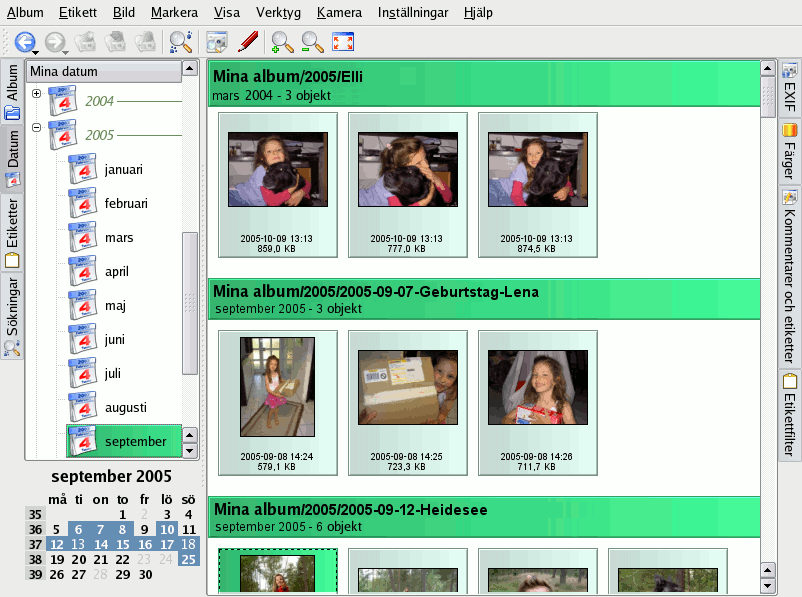 Album Etikett Bild Markera Visa Verktyg Kamera Inställningar Hjälp
Album
Datum
Etiketter
Sökningar
Mina datum
2004
2005
januari
februari
mars
april
maj
juni
juli
augusti
september
september 2005
må ti on to fr lö sö
35 1 2 3 4
36 5 6 7 8 9 10 11
37 12 13 14 15 16 17 18
38 19 20 21 22 23 24 25
39 26 27 28 29 30
Mina album/2005/Elli
mars 2004 - 3 objekt
2005-10-09 13:13 2005-10-09 13:13 2005-10-09 13:13
859,0 KB 777,0 KB 874,5 KB
Mina album/2005/2005-09-07-Geburtstag-Lena
september 2005 - 3 objekt
2005-09-08 14:24 2005-09-08 14:25 2005-09-08 14:26
579,1 KB 723,3 KB 711,7 KB
Mina album/2005/2005-09-12-Heidesee
september 2005 - 6 objekt
EXIF
Färger
Kommentarer och etiketter
Etikettfilter